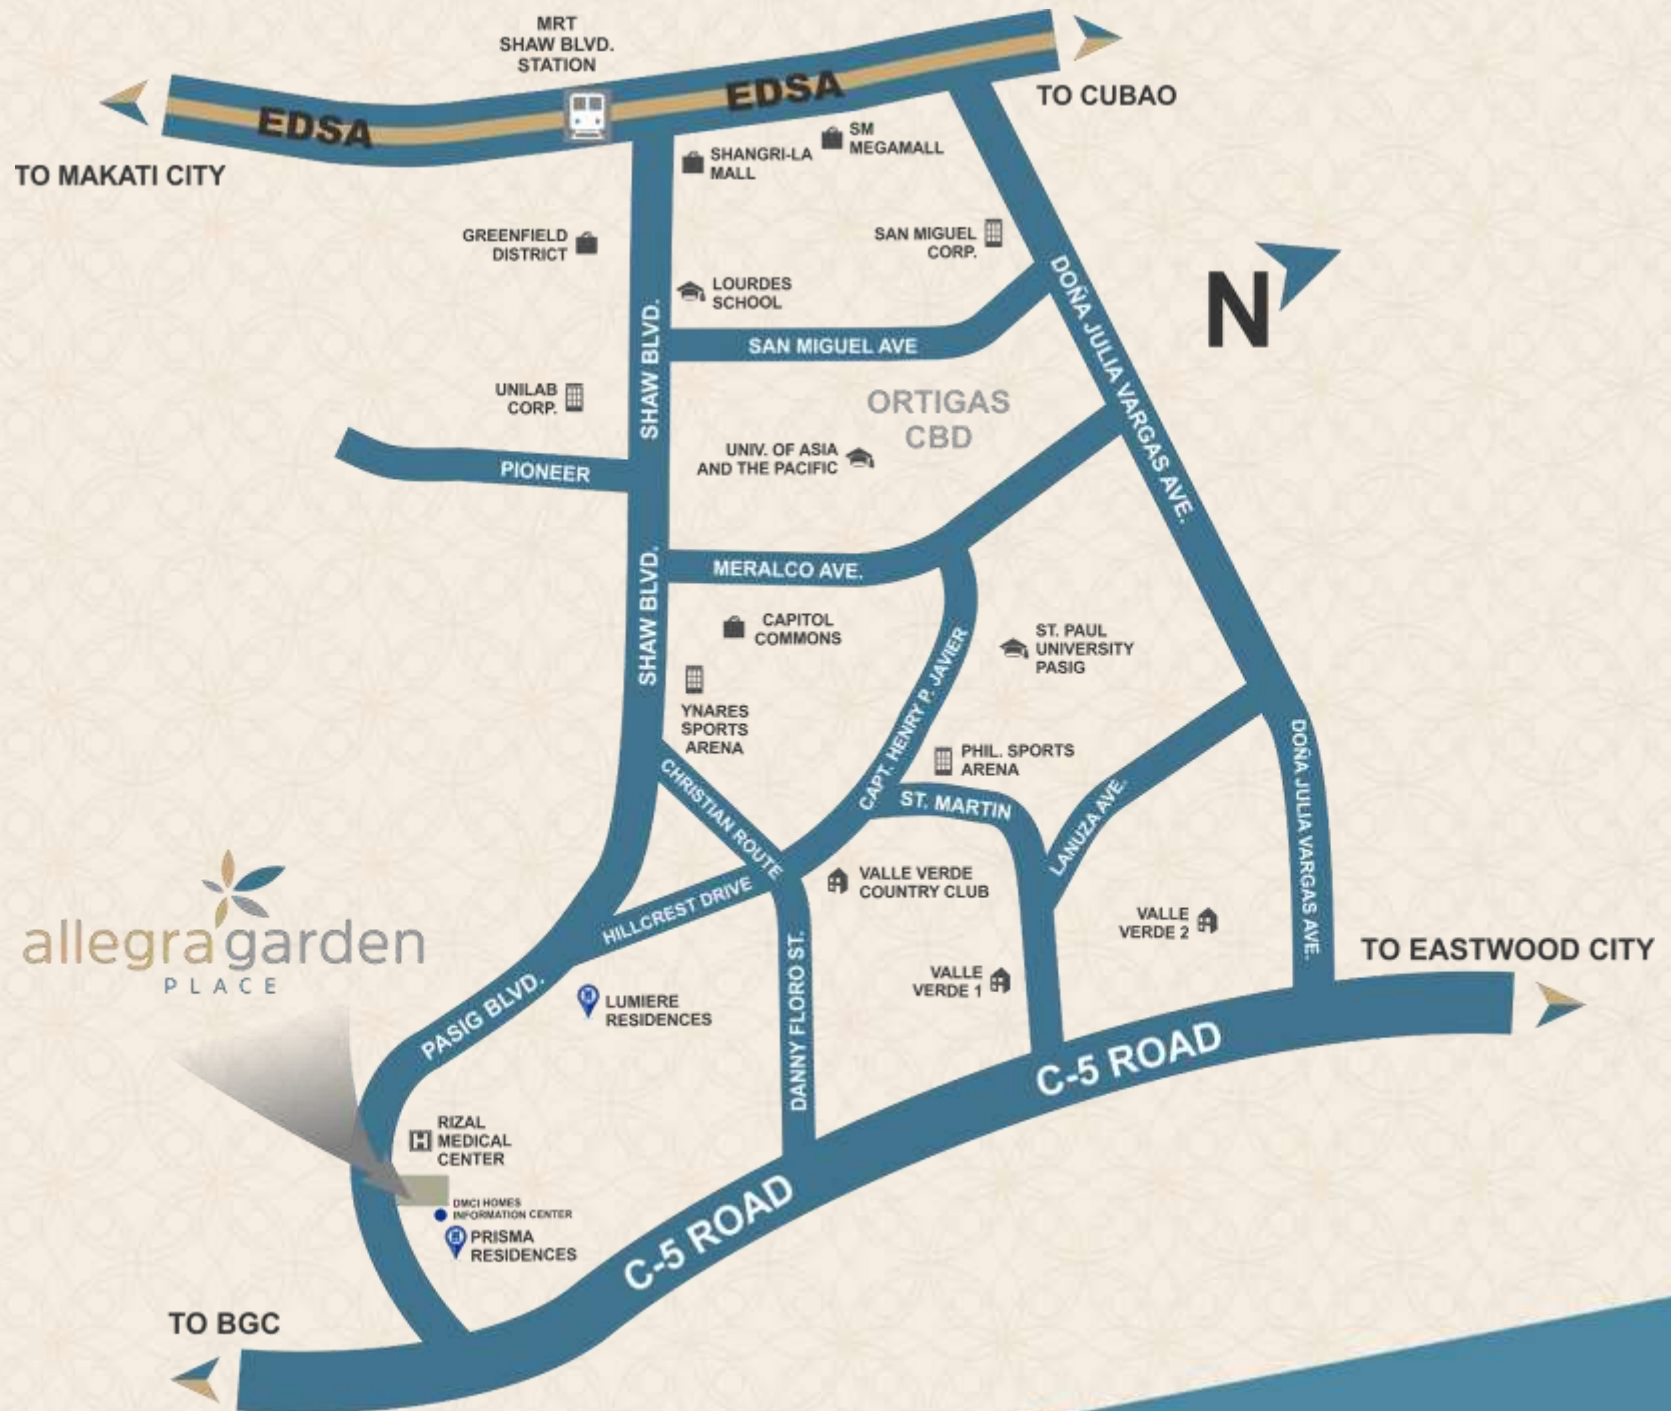 MRT
SHAW BLVD.
STATION
EDSA
EDSA
TO CUBAO
TO MAKATI CITY
SM
MEGAMALL
SHANGRI-LA
MALL
GREENFIELD
DISTRICT
SAN MIGUEL
CORP.
LOURDES
SCHOOL
N
DOÑA JULIA VARGAS AVE.
SHAW BLVD.
SAN MIGUEL AVE
UNILAB
CORP.
ORTIGAS
CBD
UNIV. OF ASIA
AND THE PACIFIC
PIONEER
SHAW BLVD.
MERALCO AVE.
CAPITOL
COMMONS
ST. PAUL
UNIVERSITY
PASIG
CAPT. HENRY P. JAVIER
YNARES
SPORTS
ARENA
PHIL. SPORTS
ARENA
CHRISTIAN ROUTE
ST. MARTIN
LANUZA AVE.
DOÑA JULIA VARGAS AVE.
HILLCREST DRIVE
VALLE VERDE
COUNTRY CLUB
VALLE
VERDE 2
allegra garden
PLACE
TO EASTWOOD CITY
VALLE
VERDE 1
PASIG BLVD.
LUMIERE
RESIDENCES
DANNY FLORO ST.
C-5 ROAD
RIZAL
MEDICAL
CENTER
DMCI HOMES
INFORMATION CENTER
PRISMA
RESIDENCES
C-5 ROAD
TO BGC